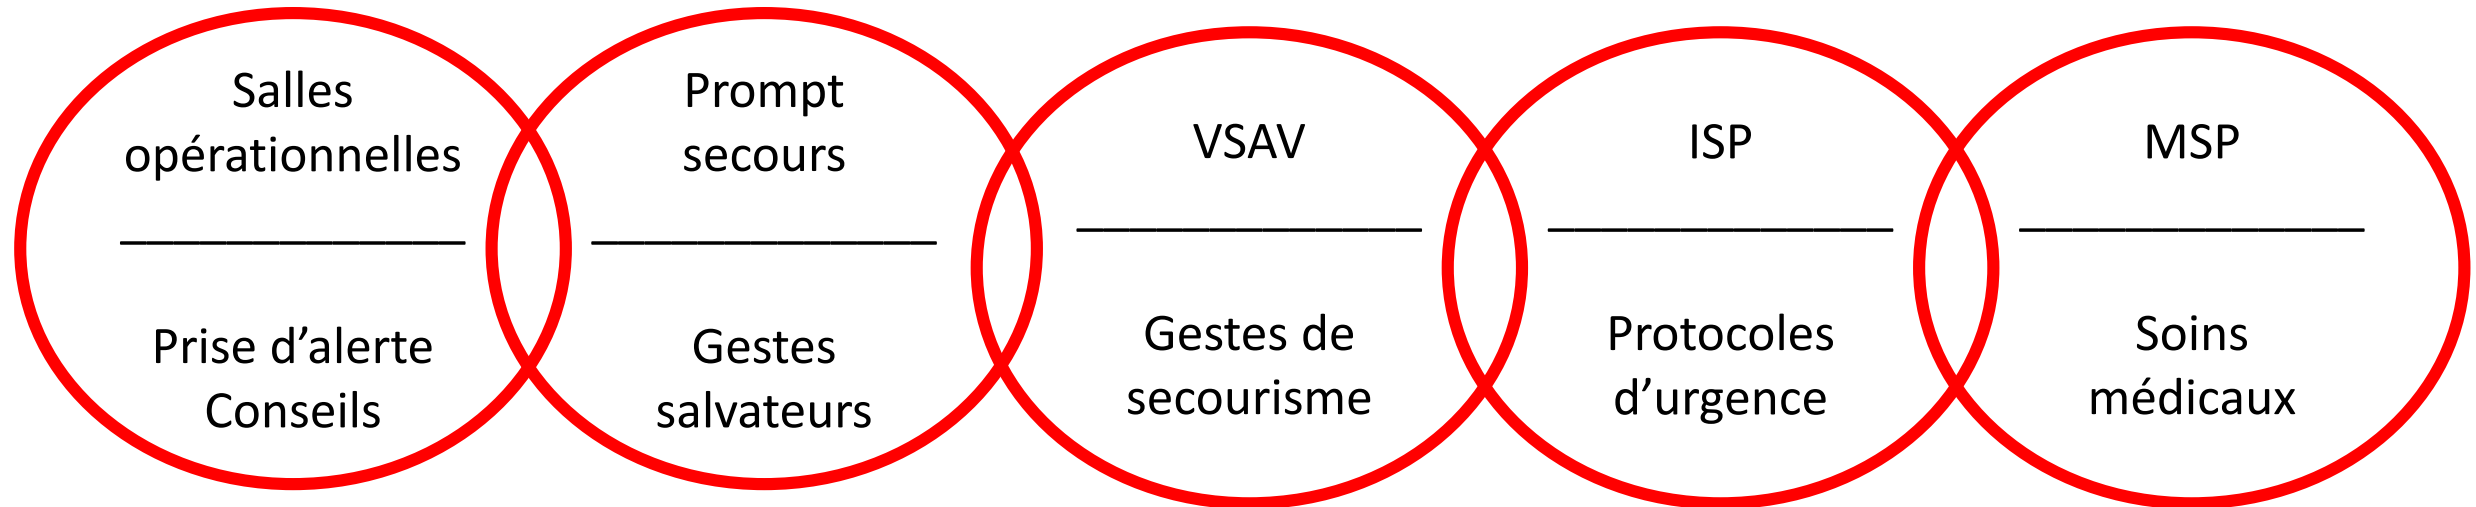 Salles
opérationnelles
Prise d’alerte
Conseils
Prompt
secours
Gestes
salvateurs
VSAV
Gestes de
secourisme
ISP
Protocoles
d’urgence
MSP
Soins
médicaux